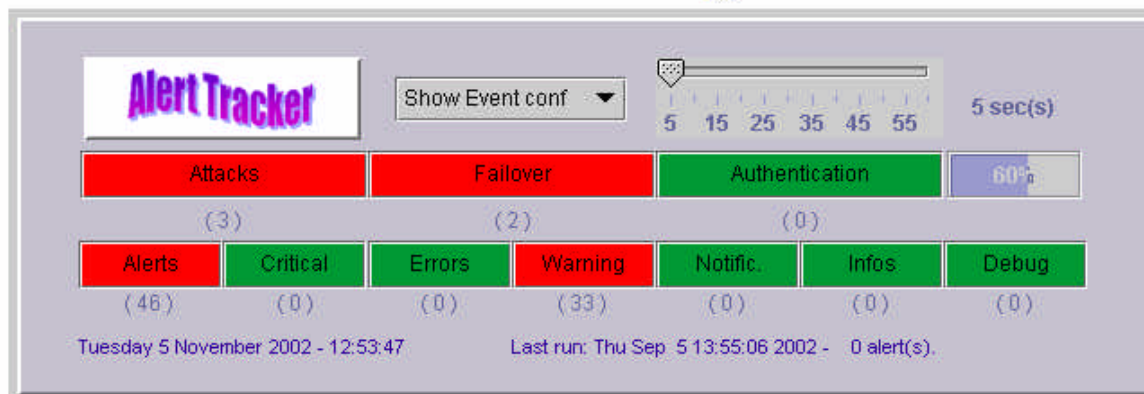 Alert Tracker
Show Event conf
5 15 25 35 45 55
5 sec(s)
Attacks Failover Authentication 60%
(3) (2) (0)
Alerts Critical Errors Warning Notific. Infos Debug
(46) (0) (0) (33) (0) (0) (0)
Tuesday 5 November 2002 - 12:53:47 Last run: Thu Sep 5 13:55:06 2002 - 0 alert(s).